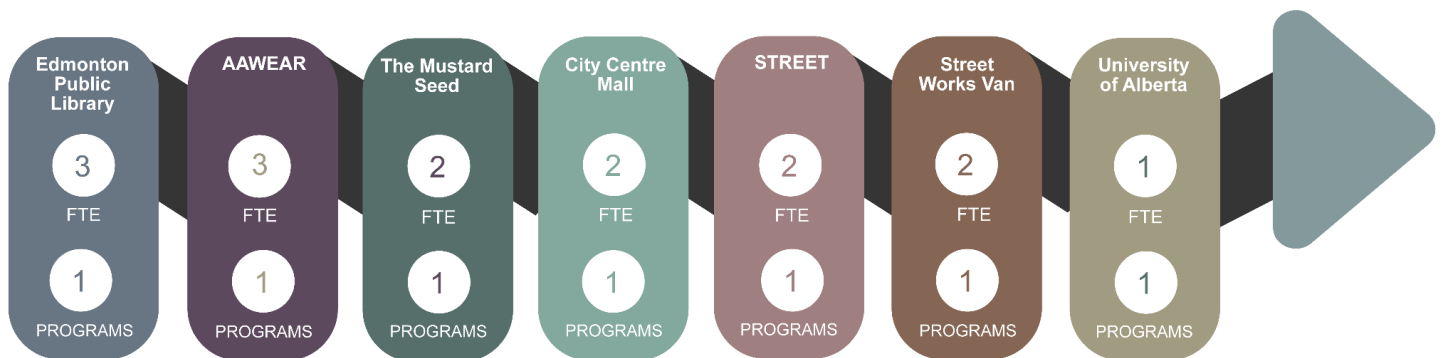 Edmonton
Public
Library
3
FTE
1
PROGRAMS
AAWEAR
3
FTE
1
PROGRAMS
The Mustard
Seed
2
FTE
1
PROGRAMS
City Centre
Mall
2
FTE
1
PROGRAMS
STREET
2
FTE
1
PROGRAMS
Street
Works Van
2
FTE
1
PROGRAMS
University
of Alberta
1
FTE
1
PROGRAMS